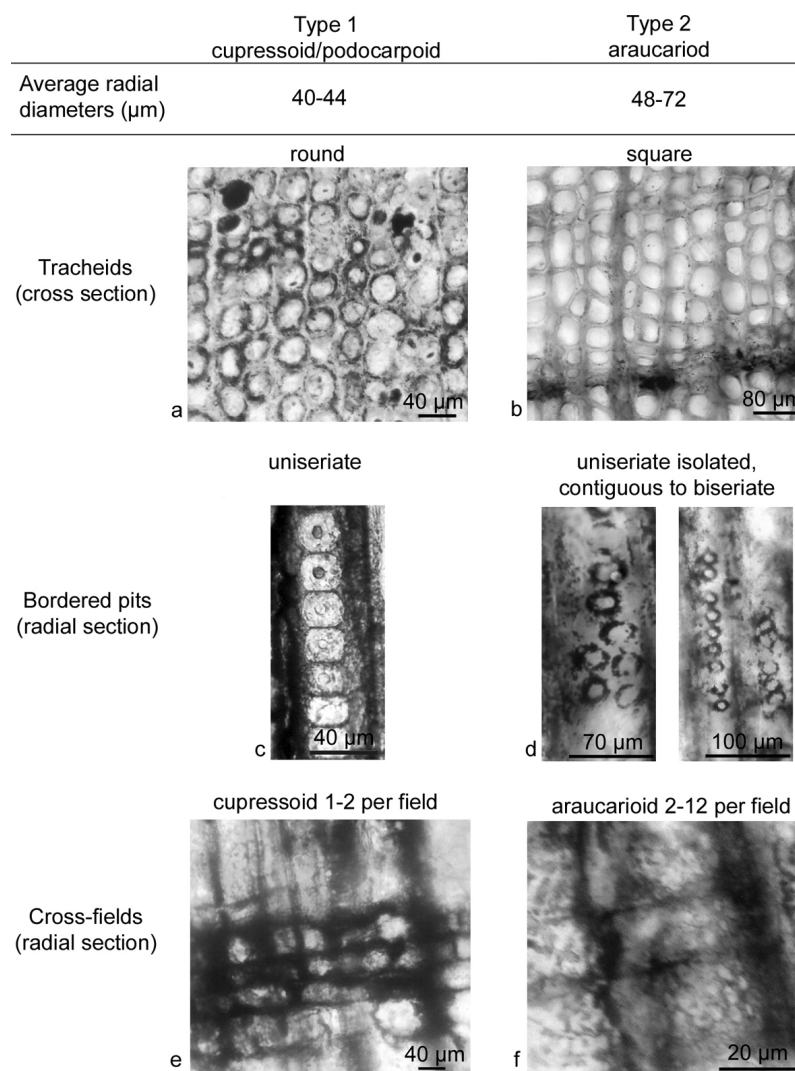 Type 1
cupressoid/podocarpoid
Type 2
araucariod
Average radial
diameters (µm)
40-44
48-72
round
square
Tracheids
(cross section)
a
40 µm
b
80 µm
uniseriate
uniseriate isolated,
contiguous to biseriate
Bordered pits
(radial section)
c
40 µm
d
70 µm
100 µm
cupressoid 1-2 per field
araucarioid 2-12 per field
Cross-fields
(radial section)
e
40 µm
f
20 µm